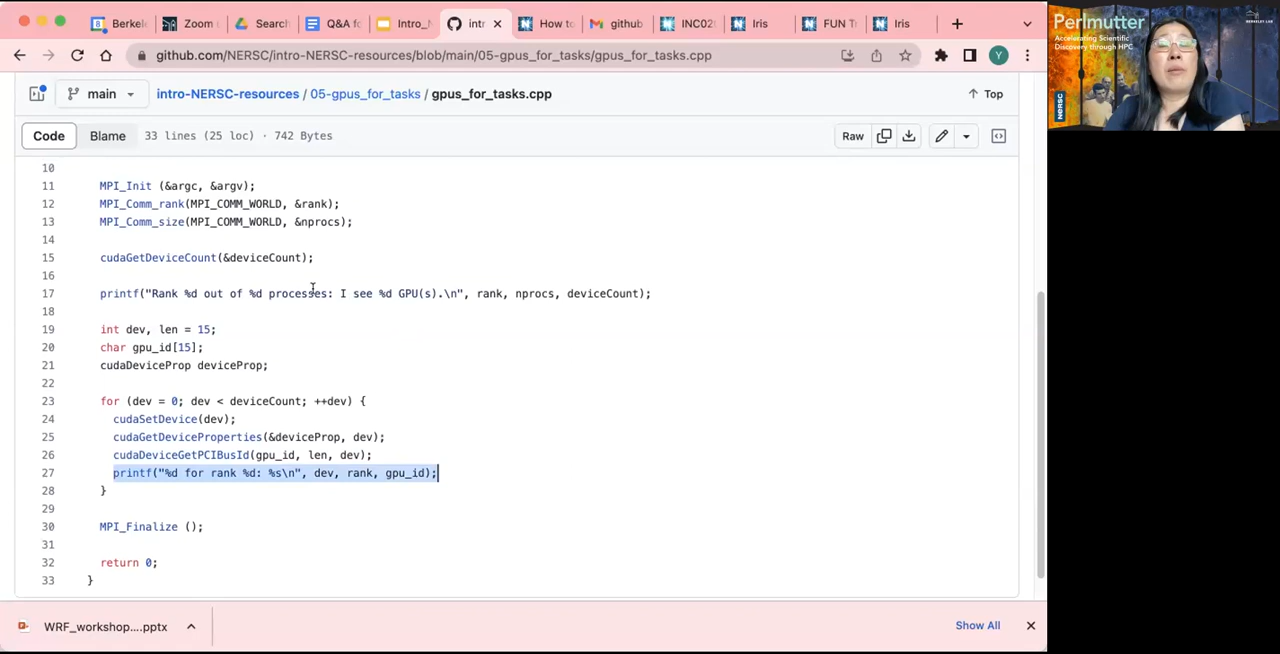 Berkel
Zoom
Search
Q&A fo
Intro_N
intr
How to
github
INC02
Iris
FUN T
Iris
github.com/NERSC/intro-NERSC-resources/blob/main/05-gpus_for_tasks/gpus_for_tasks.cpp
main
intro-NERSC-resources / 05-gpus_for_tasks / gpus_for_tasks.cpp
Top
Code
Blame
33 lines (25 loc) · 742 Bytes
Raw
10
11 MPI_Init (&argc, &argv);
12 MPI_Comm_rank(MPI_COMM_WORLD, &rank);
13 MPI_Comm_size(MPI_COMM_WORLD, &nprocs);
14
15 cudaGetDeviceCount(&deviceCount);
16
17 printf("Rank %d out of %d processes: I see %d GPU(s).\n", rank, nprocs, deviceCount);
18
19 int dev, len = 15;
20 char gpu_id[15];
21 cudaDeviceProp deviceProp;
22
23 for (dev = 0; dev < deviceCount; ++dev) {
24 cudaSetDevice(dev);
25 cudaGetDeviceProperties(&deviceProp, dev);
26 cudaDeviceGetPCIBusId(gpu_id, len, dev);
27 printf("%d for rank %d: %s\n", dev, rank, gpu_id);
28 }
29
30 MPI_Finalize ();
31
32 return 0;
33 }
WRF_workshop....pptx
Show All
Perlmutter
Accelerating Scientific
Discovery through HPC
NERSC
BERKELEY LAB
Y